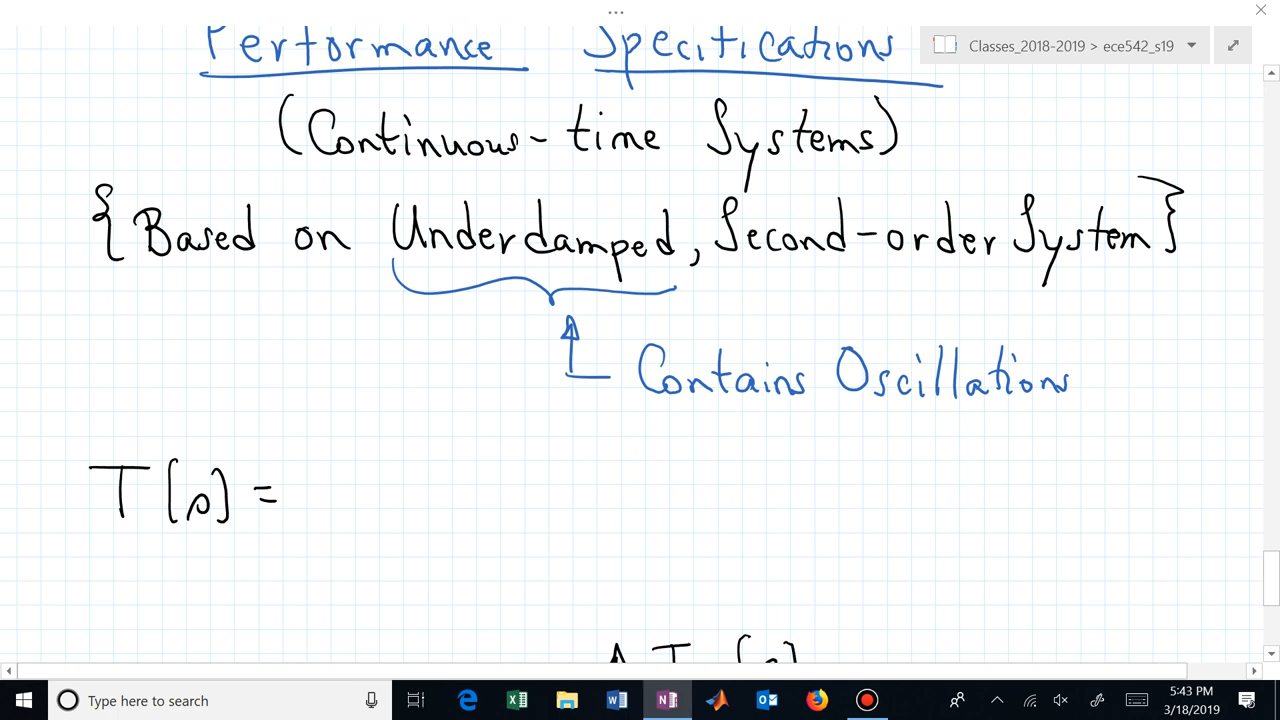 Performance Specifications
Classes_2018-2019 > ece542_s19
(Continuous-time Systems)
{Based on Underdamped, Second-order System}
Contains Oscillations
T[s] =
Type here to search
5:43 PM
3/18/2019